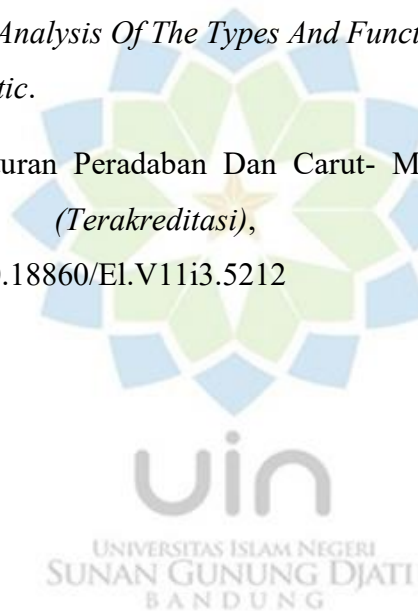 Analysis Of The Types And Funct
tic.
uran Peradaban Dan Carut- M
(Terakreditasi),
0.18860/El.V11i3.5212
uin
UNIVERSITAS ISLAM NEGERI
SUNAN GUNUNG DJATI
BANDUNG